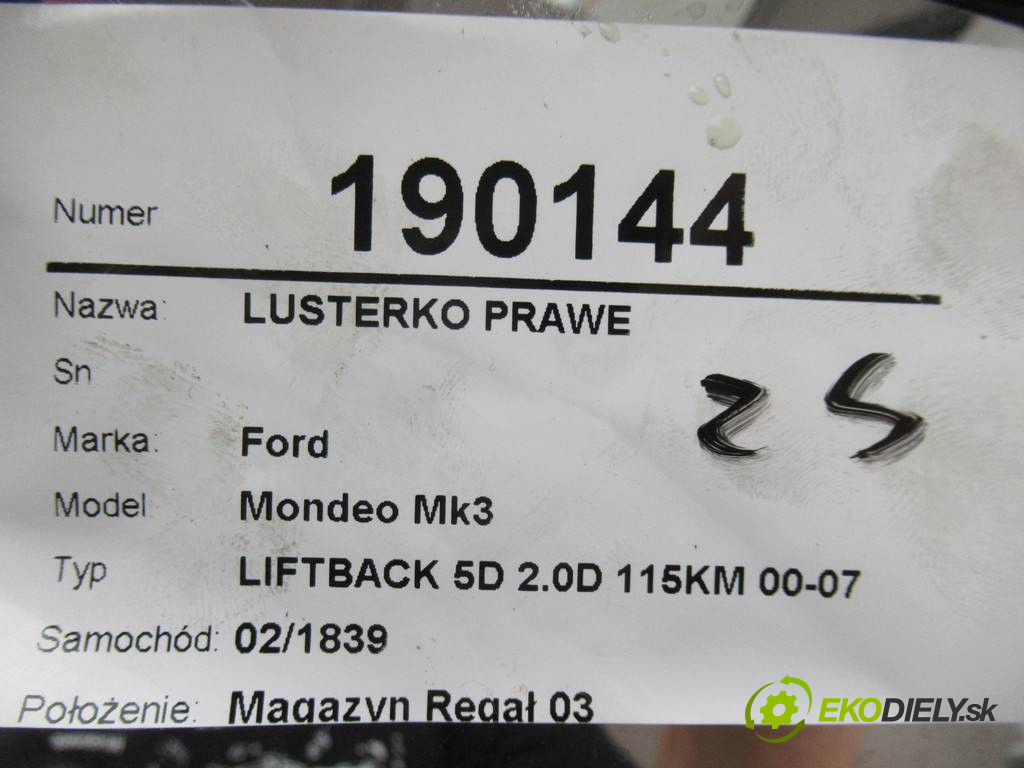 Numer 190144
Nazwa: LUSTERKO PRAWE
Sn
25
Marka: Ford
Model Mondeo Mk3
Typ LIFTBACK 5D 2.0D 115KM 00-07
Samochód: 02/1839
Położenie: Magazyn Regał 03
EKODIELY.sk